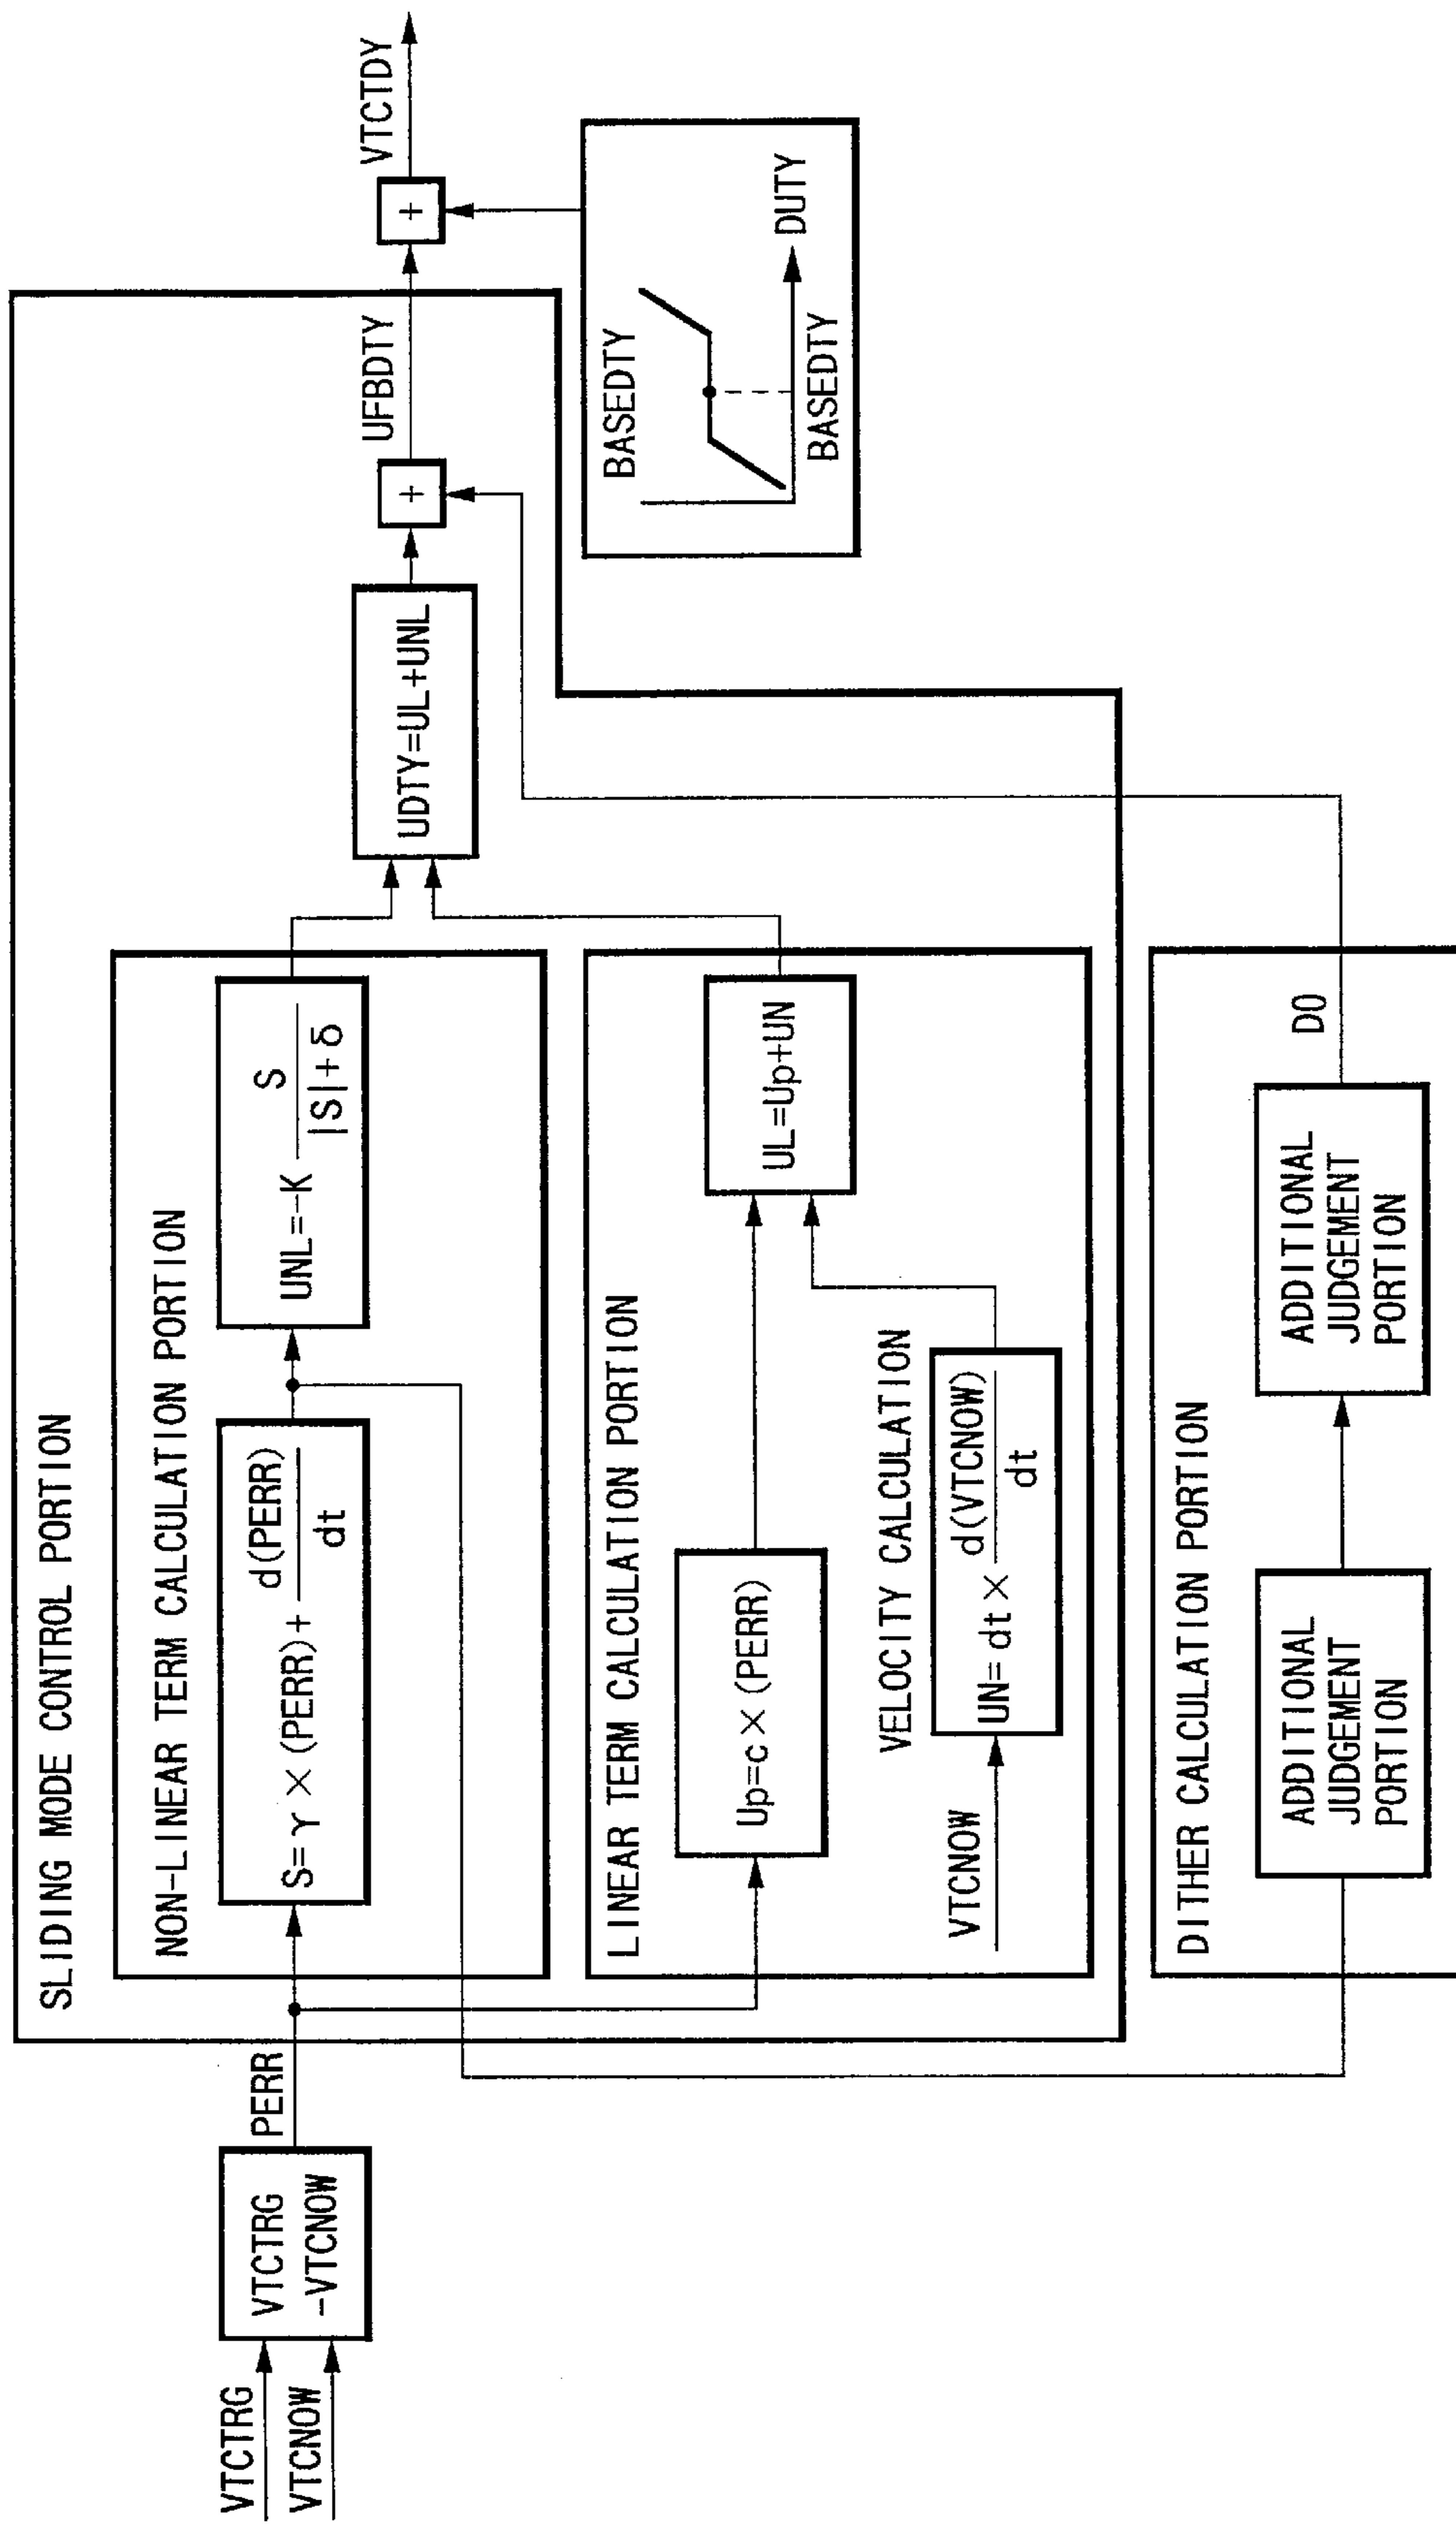 SLIDING MODE CONTROL PORTION
NON-LINEAR TERM CALCULATION PORTION
VTCTRG
VTCNOW
VTCTRG
-VTCNOW
PERR
S=γ×(PERR)+ d(PERR)
dt
UNL=-K S
|S|+δ
UDTY=UL+UNL
+
UFBDTY
+
VTCTDY
LINEAR TERM CALCULATION PORTION
Up=c×(PERR)
UL=Up+UN
VELOCITY CALCULATION
VTCNOW
UN=dt× d(VTCNOW)
dt
BASEDTY
DUTY
BASEDTY
DITHER CALCULATION PORTION
ADDITIONAL
JUDGEMENT
PORTION
ADDITIONAL
JUDGEMENT
PORTION
DO